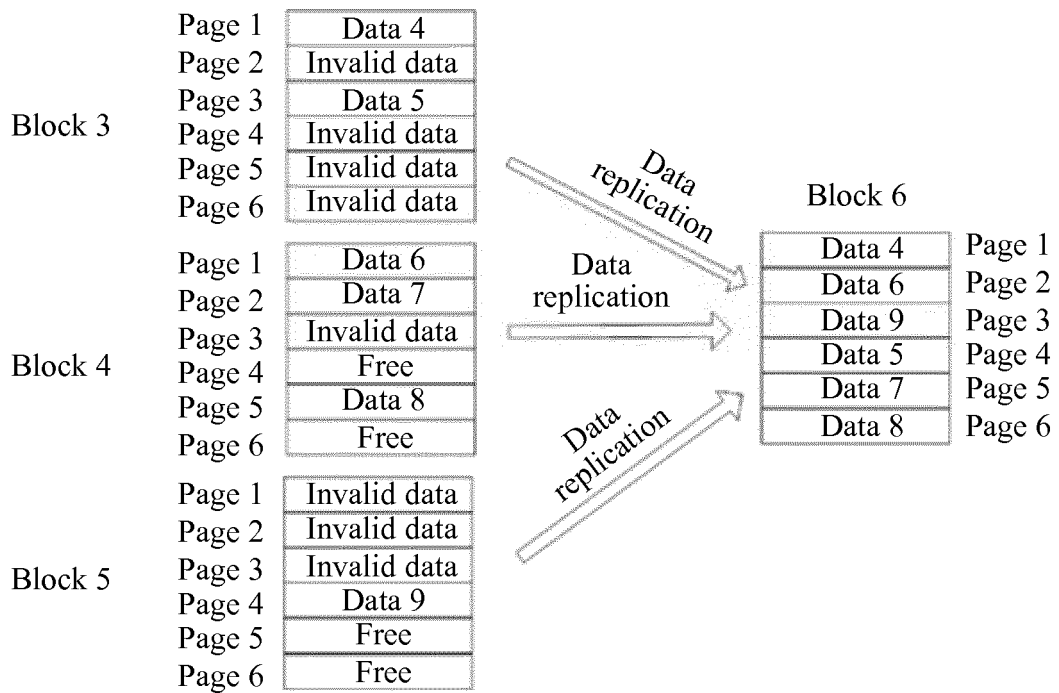 Block 3
Page 1 Data 4
Page 2 Invalid data
Page 3 Data 5
Page 4 Invalid data
Page 5 Invalid data
Page 6 Invalid data
Block 4
Page 1 Data 6
Page 2 Data 7
Page 3 Invalid data
Page 4 Free
Page 5 Data 8
Page 6 Free
Block 5
Page 1 Invalid data
Page 2 Invalid data
Page 3 Invalid data
Page 4 Data 9
Page 5 Free
Page 6 Free
Data
replication
Data
replication
Data
replication
Block 6
Data 4 Page 1
Data 6 Page 2
Data 9 Page 3
Data 5 Page 4
Data 7 Page 5
Data 8 Page 6